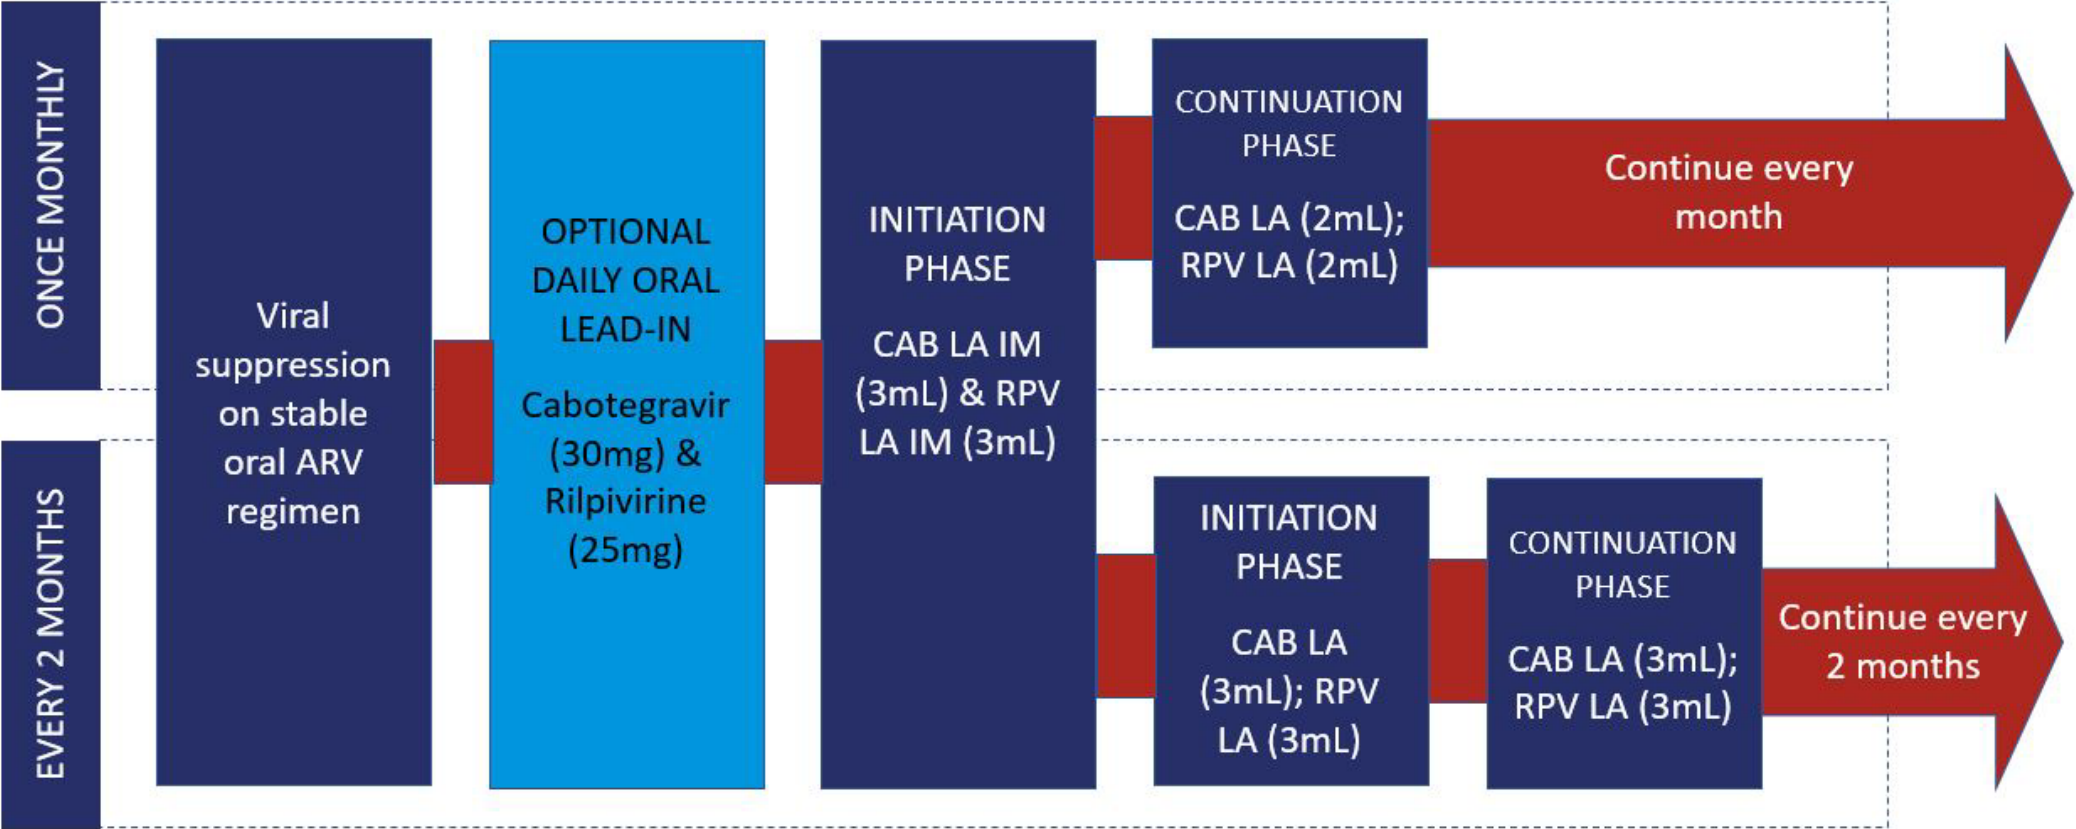 ONCE MONTHLY
EVERY 2 MONTHS
Viral
suppression
on stable
oral ARV
regimen
OPTIONAL
DAILY ORAL
LEAD-IN
Cabotegravir
(30mg) &
Rilpivirine
(25mg)
INITIATION
PHASE
CAB LA IM
(3mL) & RPV
LA IM (3mL)
CONTINUATION
PHASE
CAB LA (2mL);
RPV LA (2mL)
Continue every
month
INITIATION
PHASE
CAB LA
(3mL); RPV
LA (3mL)
CONTINUATION
PHASE
CAB LA (3mL);
RPV LA (3mL)
Continue every
2 months